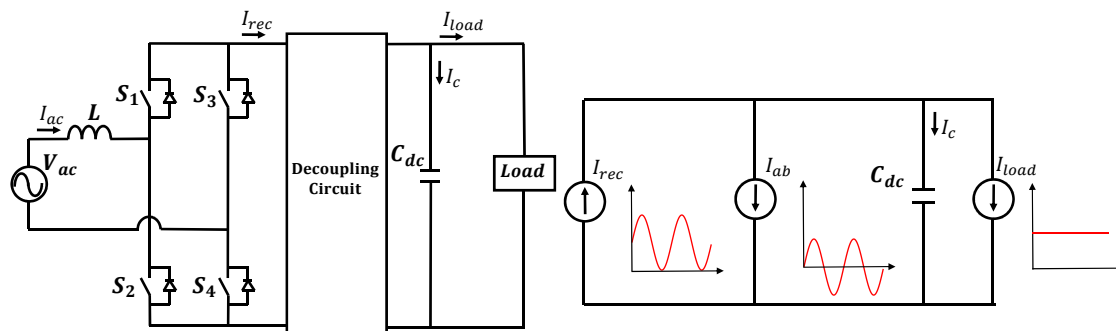 I_rec
I_load
I_c
S_1
S_3
I_ac
L
V_ac
Decoupling
Circuit
C_dc
Load
S_2
S_4
I_c
I_rec
I_ab
C_dc
I_load